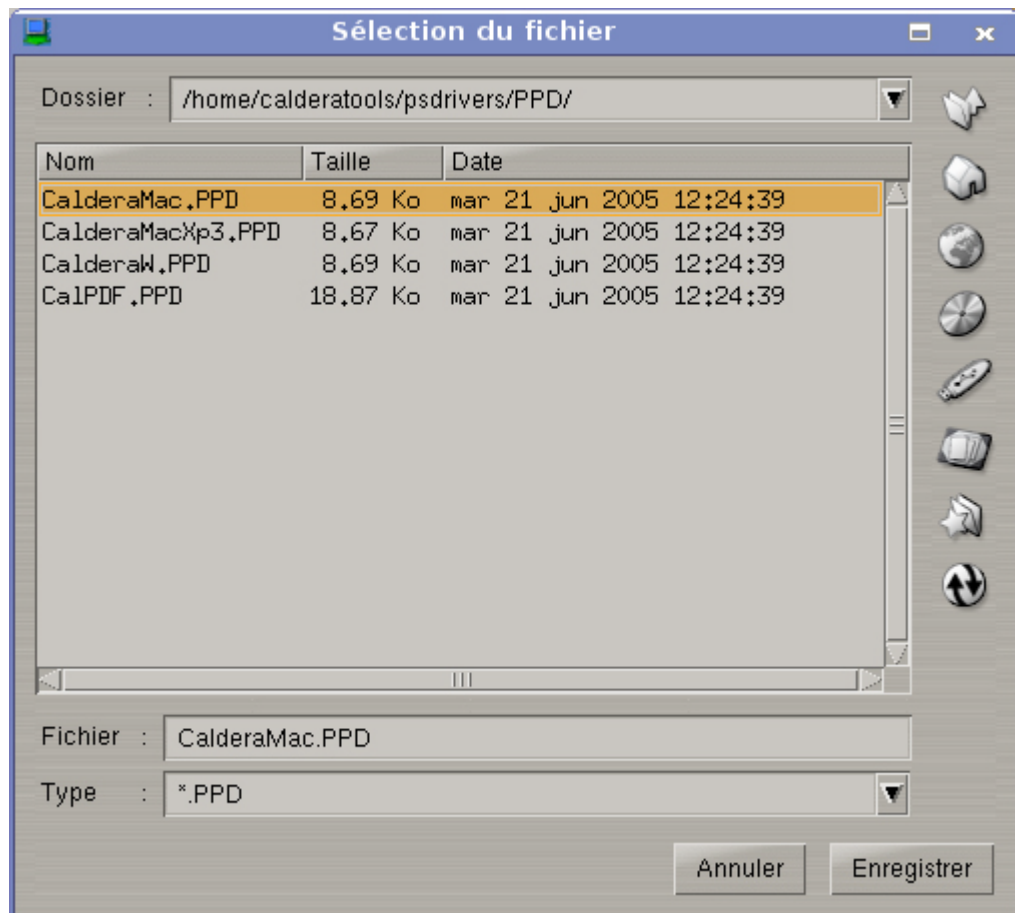 Sélection du fichier
Dossier : /home/calderatools/psdrivers/PPD/
Nom Taille Date
CalderaMac.PPD 8.69 Ko mar 21 jun 2005 12:24:39
CalderaMacXp3.PPD 8.67 Ko mar 21 jun 2005 12:24:39
CalderaW.PPD 8.69 Ko mar 21 jun 2005 12:24:39
CalPDF.PPD 18.87 Ko mar 21 jun 2005 12:24:39
Fichier : CalderaMac.PPD
Type : *.PPD
Annuler Enregistrer